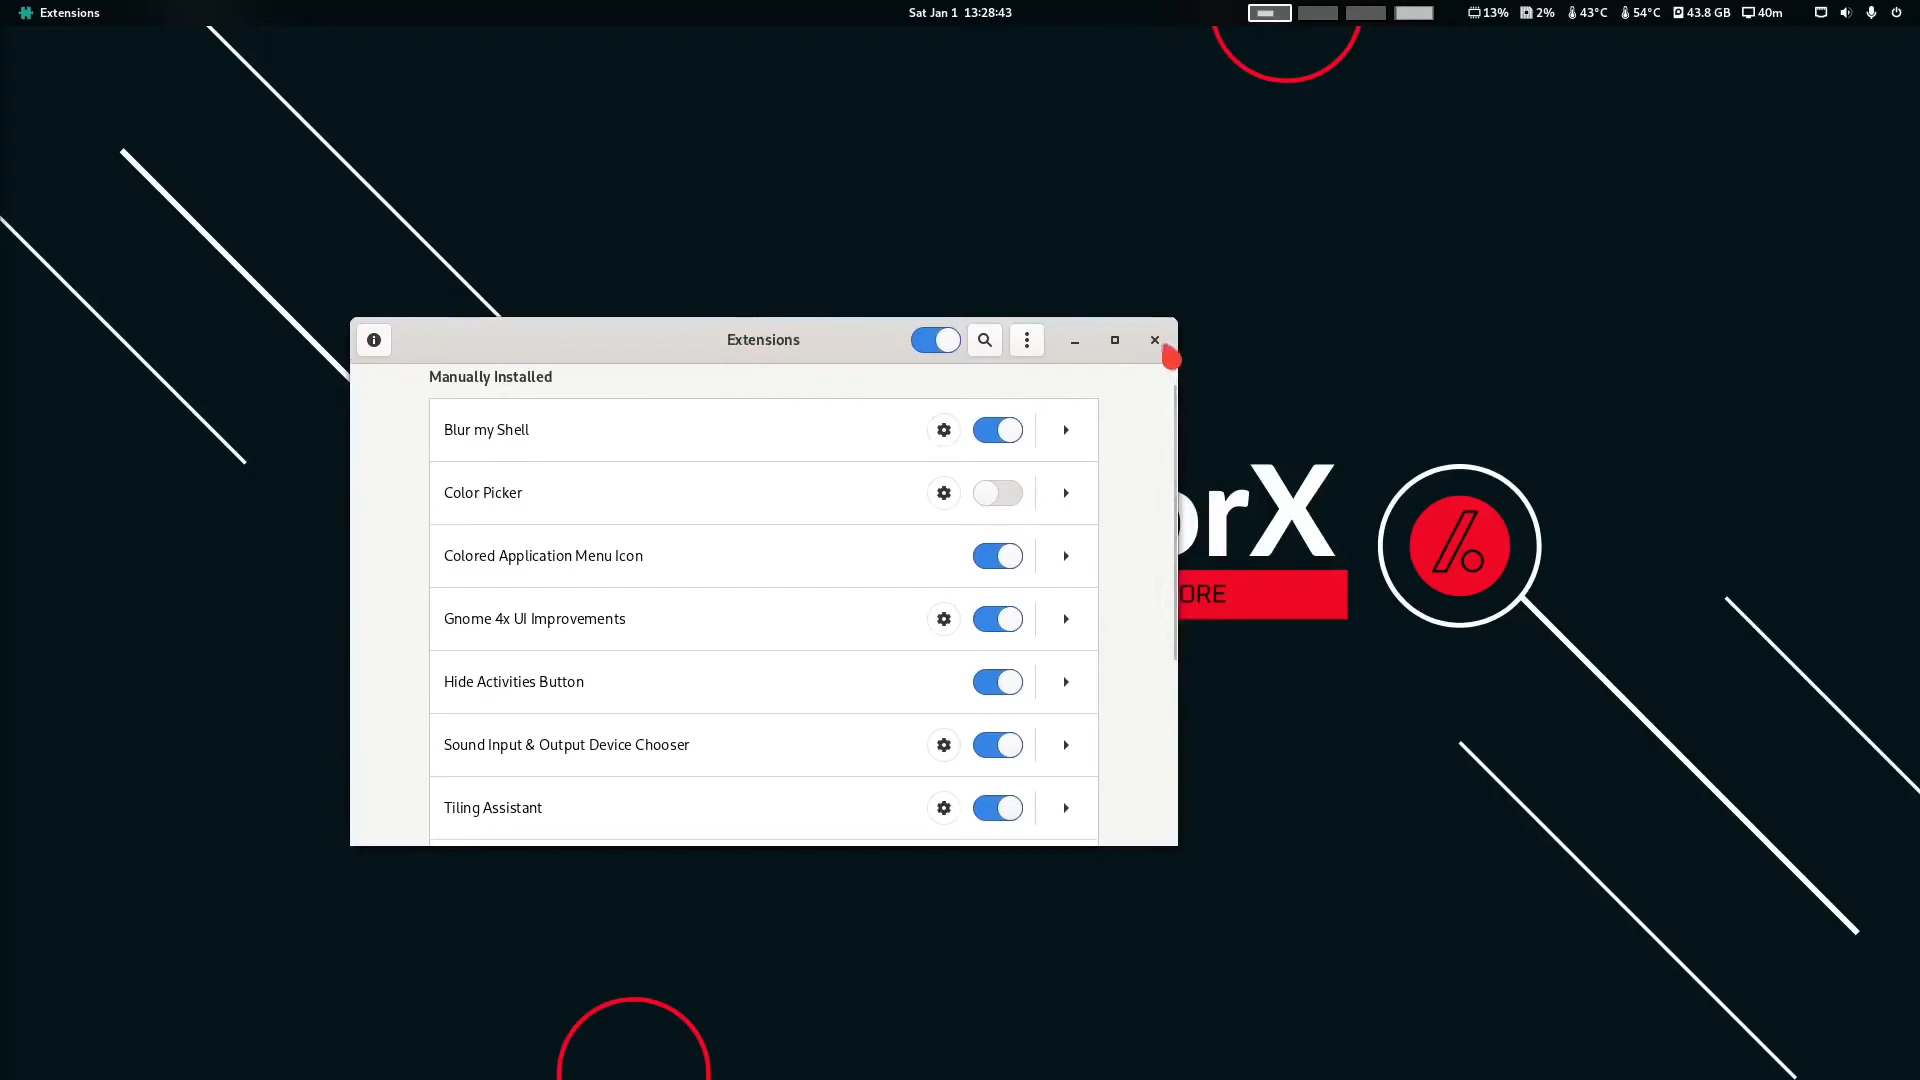 Extensions
Sat Jan 1 13:28:43
13% 2% 43°C 54°C 43.8 GB 40m
Extensions
Manually Installed
Blur my Shell
Color Picker
Colored Application Menu Icon
Gnome 4x UI Improvements
Hide Activities Button
Sound Input & Output Device Chooser
Tiling Assistant
orX
ORE